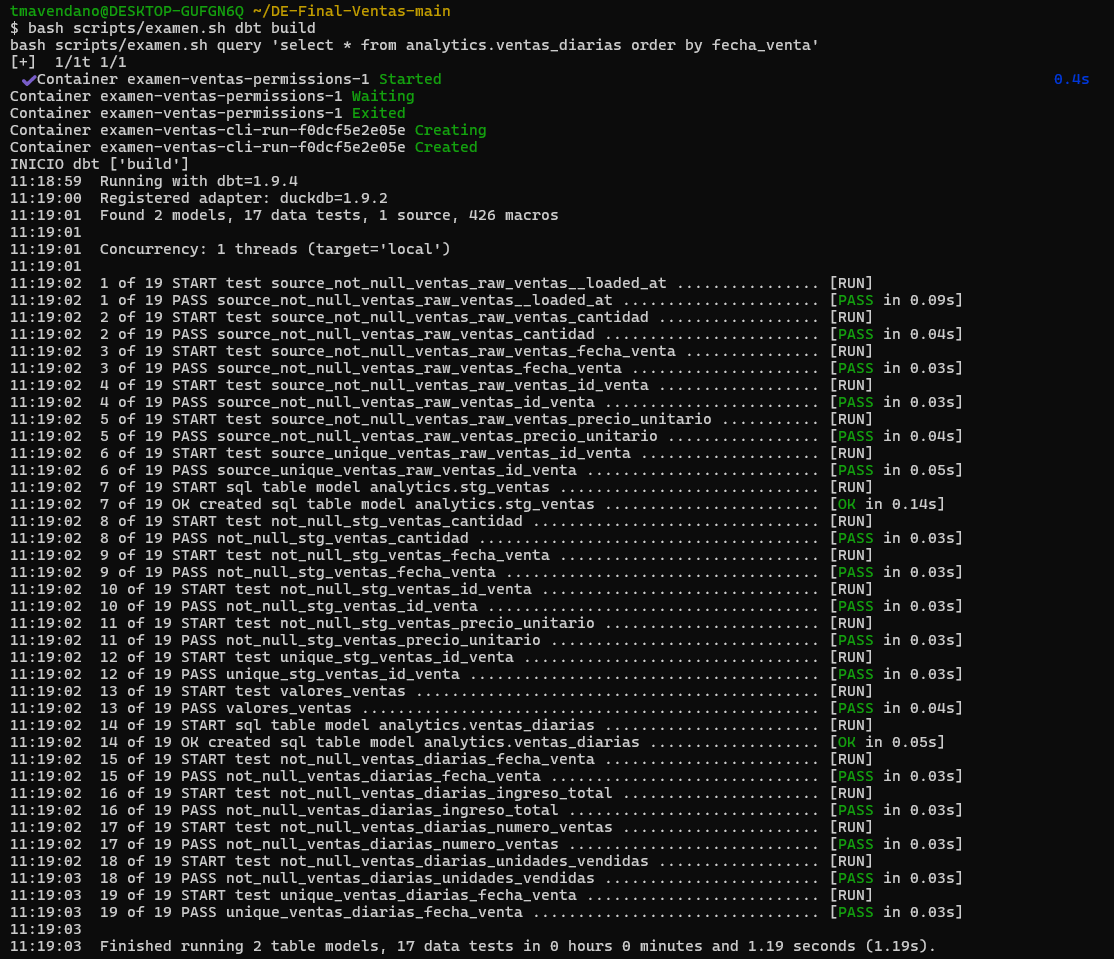 tmavendano@DESKTOP-GUFGN6Q ~/DE-Final-Ventas-main
$ bash scripts/examen.sh dbt build
bash scripts/examen.sh query 'select * from analytics.ventas_diarias order by fecha_venta'
[+]  1/1t 1/1
✔Container examen-ventas-permissions-1 Started 0.4s
Container examen-ventas-permissions-1 Waiting
Container examen-ventas-permissions-1 Exited
Container examen-ventas-cli-run-f0dcf5e2e05e Creating
Container examen-ventas-cli-run-f0dcf5e2e05e Created
INICIO dbt ['build']
11:18:59  Running with dbt=1.9.4
11:19:00  Registered adapter: duckdb=1.9.2
11:19:01  Found 2 models, 17 data tests, 1 source, 426 macros
11:19:01
11:19:01  Concurrency: 1 threads (target='local')
11:19:01
11:19:02  1 of 19 START test source_not_null_ventas_raw_ventas__loaded_at ................ [RUN]
11:19:02  1 of 19 PASS source_not_null_ventas_raw_ventas__loaded_at ...................... [PASS in 0.09s]
11:19:02  2 of 19 START test source_not_null_ventas_raw_ventas_cantidad .................. [RUN]
11:19:02  2 of 19 PASS source_not_null_ventas_raw_ventas_cantidad ........................ [PASS in 0.04s]
11:19:02  3 of 19 START test source_not_null_ventas_raw_ventas_fecha_venta ............... [RUN]
11:19:02  3 of 19 PASS source_not_null_ventas_raw_ventas_fecha_venta ..................... [PASS in 0.03s]
11:19:02  4 of 19 START test source_not_null_ventas_raw_ventas_id_venta .................. [RUN]
11:19:02  4 of 19 PASS source_not_null_ventas_raw_ventas_id_venta ........................ [PASS in 0.03s]
11:19:02  5 of 19 START test source_not_null_ventas_raw_ventas_precio_unitario ........... [RUN]
11:19:02  5 of 19 PASS source_not_null_ventas_raw_ventas_precio_unitario ................. [PASS in 0.04s]
11:19:02  6 of 19 START test source_unique_ventas_raw_ventas_id_venta .................... [RUN]
11:19:02  6 of 19 PASS source_unique_ventas_raw_ventas_id_venta .......................... [PASS in 0.05s]
11:19:02  7 of 19 START sql table model analytics.stg_ventas ............................. [RUN]
11:19:02  7 of 19 OK created sql table model analytics.stg_ventas ........................ [OK in 0.14s]
11:19:02  8 of 19 START test not_null_stg_ventas_cantidad ................................ [RUN]
11:19:02  8 of 19 PASS not_null_stg_ventas_cantidad ...................................... [PASS in 0.03s]
11:19:02  9 of 19 START test not_null_stg_ventas_fecha_venta ............................. [RUN]
11:19:02  9 of 19 PASS not_null_stg_ventas_fecha_venta ................................... [PASS in 0.03s]
11:19:02  10 of 19 START test not_null_stg_ventas_id_venta ............................... [RUN]
11:19:02  10 of 19 PASS not_null_stg_ventas_id_venta ..................................... [PASS in 0.03s]
11:19:02  11 of 19 START test not_null_stg_ventas_precio_unitario ........................ [RUN]
11:19:02  11 of 19 PASS not_null_stg_ventas_precio_unitario .............................. [PASS in 0.03s]
11:19:02  12 of 19 START test unique_stg_ventas_id_venta ................................. [RUN]
11:19:02  12 of 19 PASS unique_stg_ventas_id_venta ....................................... [PASS in 0.03s]
11:19:02  13 of 19 START test valores_ventas ............................................. [RUN]
11:19:02  13 of 19 PASS valores_ventas ................................................... [PASS in 0.04s]
11:19:02  14 of 19 START sql table model analytics.ventas_diarias ........................ [RUN]
11:19:02  14 of 19 OK created sql table model analytics.ventas_diarias ................... [OK in 0.05s]
11:19:02  15 of 19 START test not_null_ventas_diarias_fecha_venta ........................ [RUN]
11:19:02  15 of 19 PASS not_null_ventas_diarias_fecha_venta .............................. [PASS in 0.03s]
11:19:02  16 of 19 START test not_null_ventas_diarias_ingreso_total ...................... [RUN]
11:19:02  16 of 19 PASS not_null_ventas_diarias_ingreso_total ............................ [PASS in 0.03s]
11:19:02  17 of 19 START test not_null_ventas_diarias_numero_ventas ...................... [RUN]
11:19:02  17 of 19 PASS not_null_ventas_diarias_numero_ventas ............................ [PASS in 0.03s]
11:19:02  18 of 19 START test not_null_ventas_diarias_unidades_vendidas .................. [RUN]
11:19:03  18 of 19 PASS not_null_ventas_diarias_unidades_vendidas ........................ [PASS in 0.03s]
11:19:03  19 of 19 START test unique_ventas_diarias_fecha_venta .......................... [RUN]
11:19:03  19 of 19 PASS unique_ventas_diarias_fecha_venta ................................ [PASS in 0.03s]
11:19:03
11:19:03  Finished running 2 table models, 17 data tests in 0 hours 0 minutes and 1.19 seconds (1.19s).